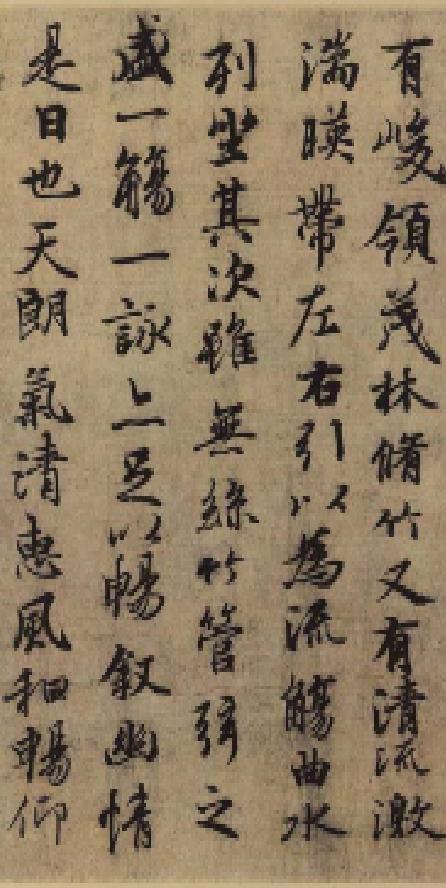 有峻領茂林脩竹又有清流激
湍暎帶左右引以為流觴曲水
列坐其次雖無絲竹管弦之
盛一觴一詠亦足以暢敘幽情
是日也天朗氣清惠風和暢仰